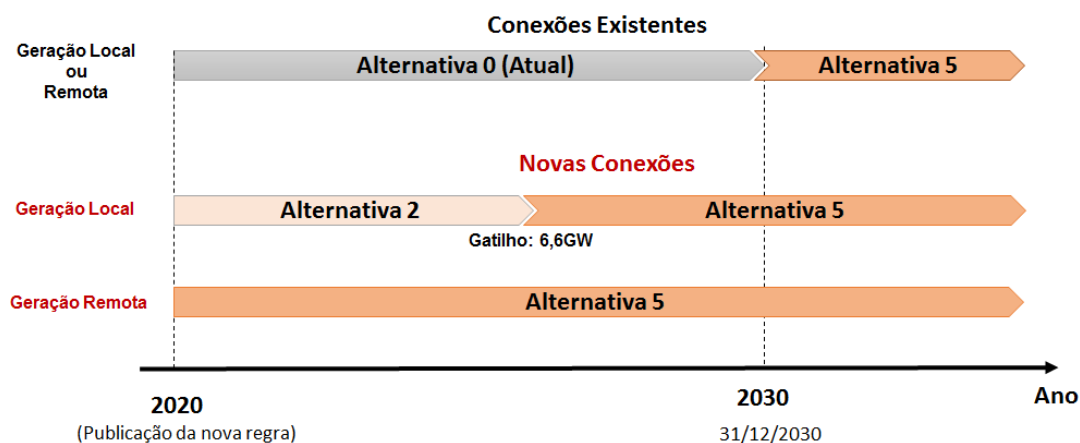 Conexões Existentes
Geração Local
ou
Remota
Alternativa 0 (Atual)
Alternativa 5
Novas Conexões
Geração Local
Alternativa 2
Alternativa 5
Gatilho: 6,6GW
Geração Remota
Alternativa 5
2020
2030
Ano
(Publicação da nova regra)
31/12/2030